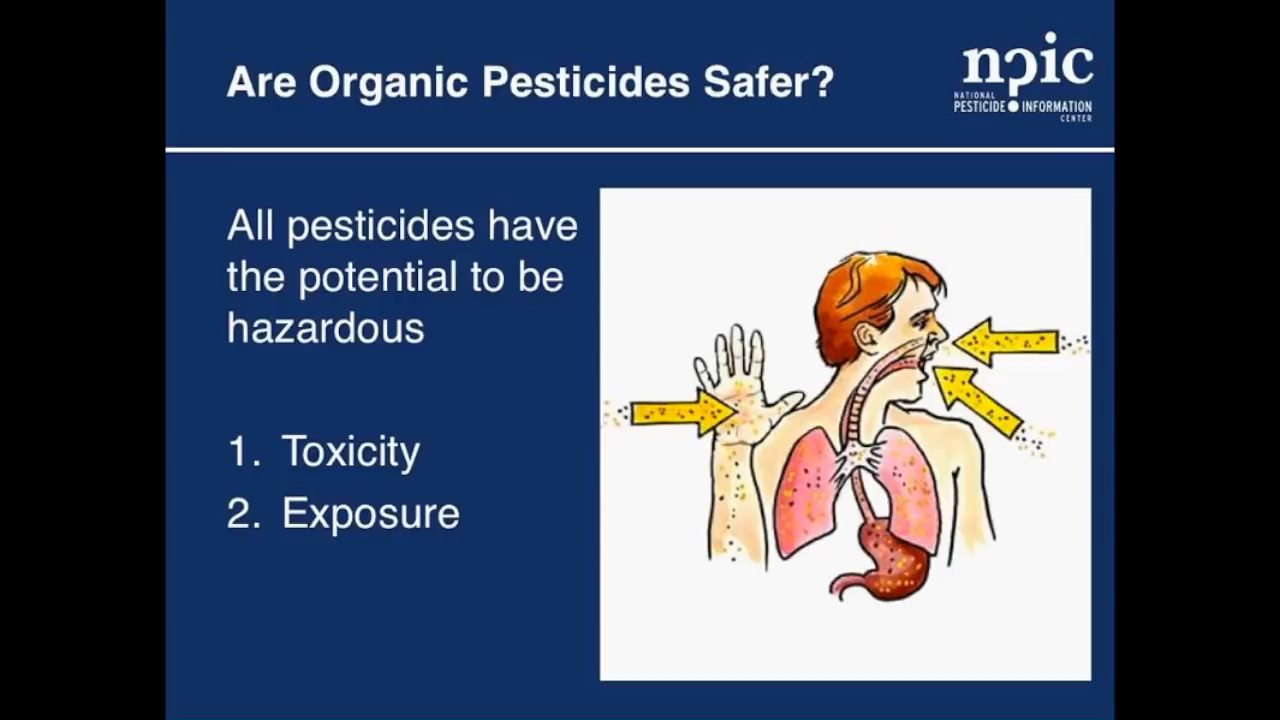 Are Organic Pesticides Safer?
npic
NATIONAL
PESTICIDE INFORMATION
CENTER
All pesticides have
the potential to be
hazardous
1. Toxicity
2. Exposure